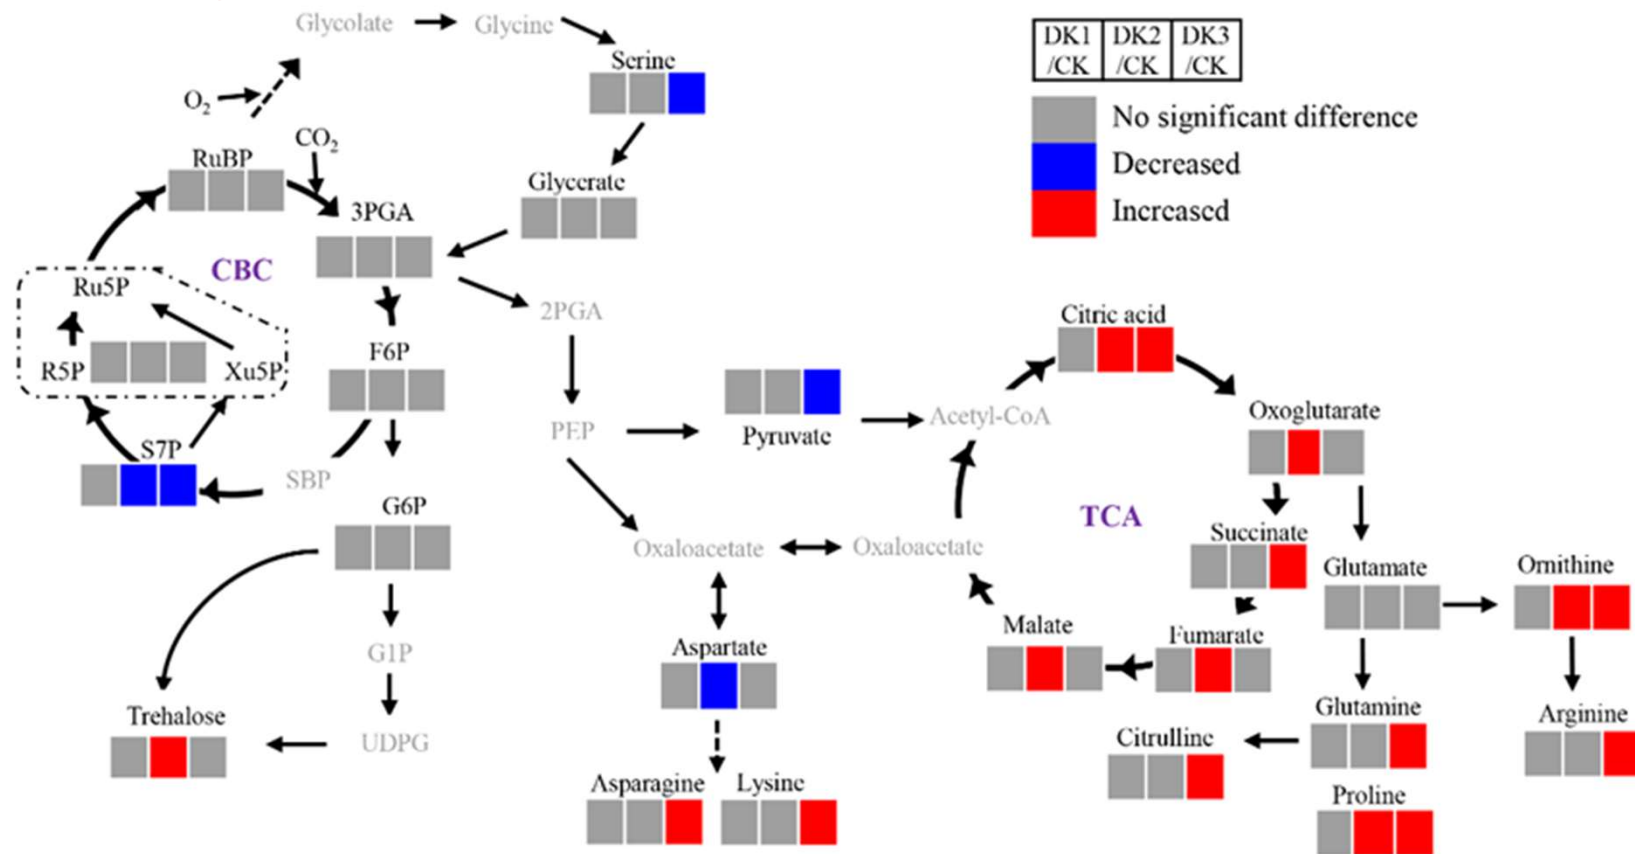 Glycolate
Glycine
Serine
DK1 DK2 DK3
/CK /CK /CK
O₂
CO₂
No significant difference
Decreased
Increased
RuBP
Glycerate
3PGA
CBC
Ru5P
2PGA
Citric acid
F6P
R5P
Xu5P
Acetyl-CoA
Oxoglutarate
PEP
Pyruvate
S7P
SBP
G6P
TCA
Succinate
Oxaloacetate
Oxaloacetate
Glutamate
Ornithine
Malate
Fumarate
G1P
Aspartate
Trehalose
Glutamine
Arginine
UDPG
Citrulline
Asparagine
Lysine
Proline